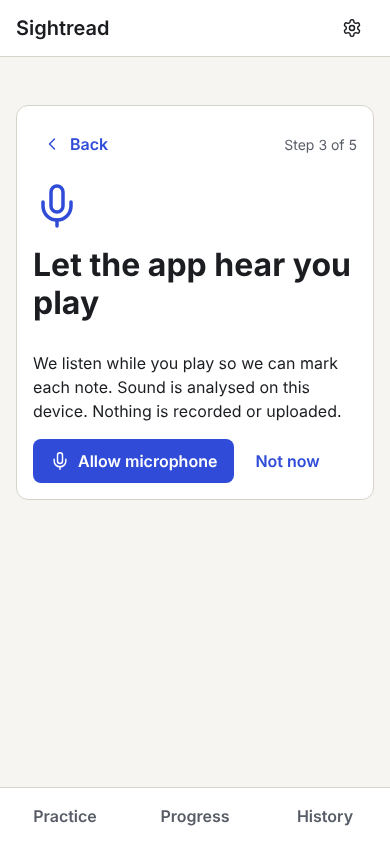 Sightread
Back
Step 3 of 5
Let the app hear you
play
We listen while you play so we can mark
each note. Sound is analysed on this
device. Nothing is recorded or uploaded.
Allow microphone
Not now
Practice
Progress
History